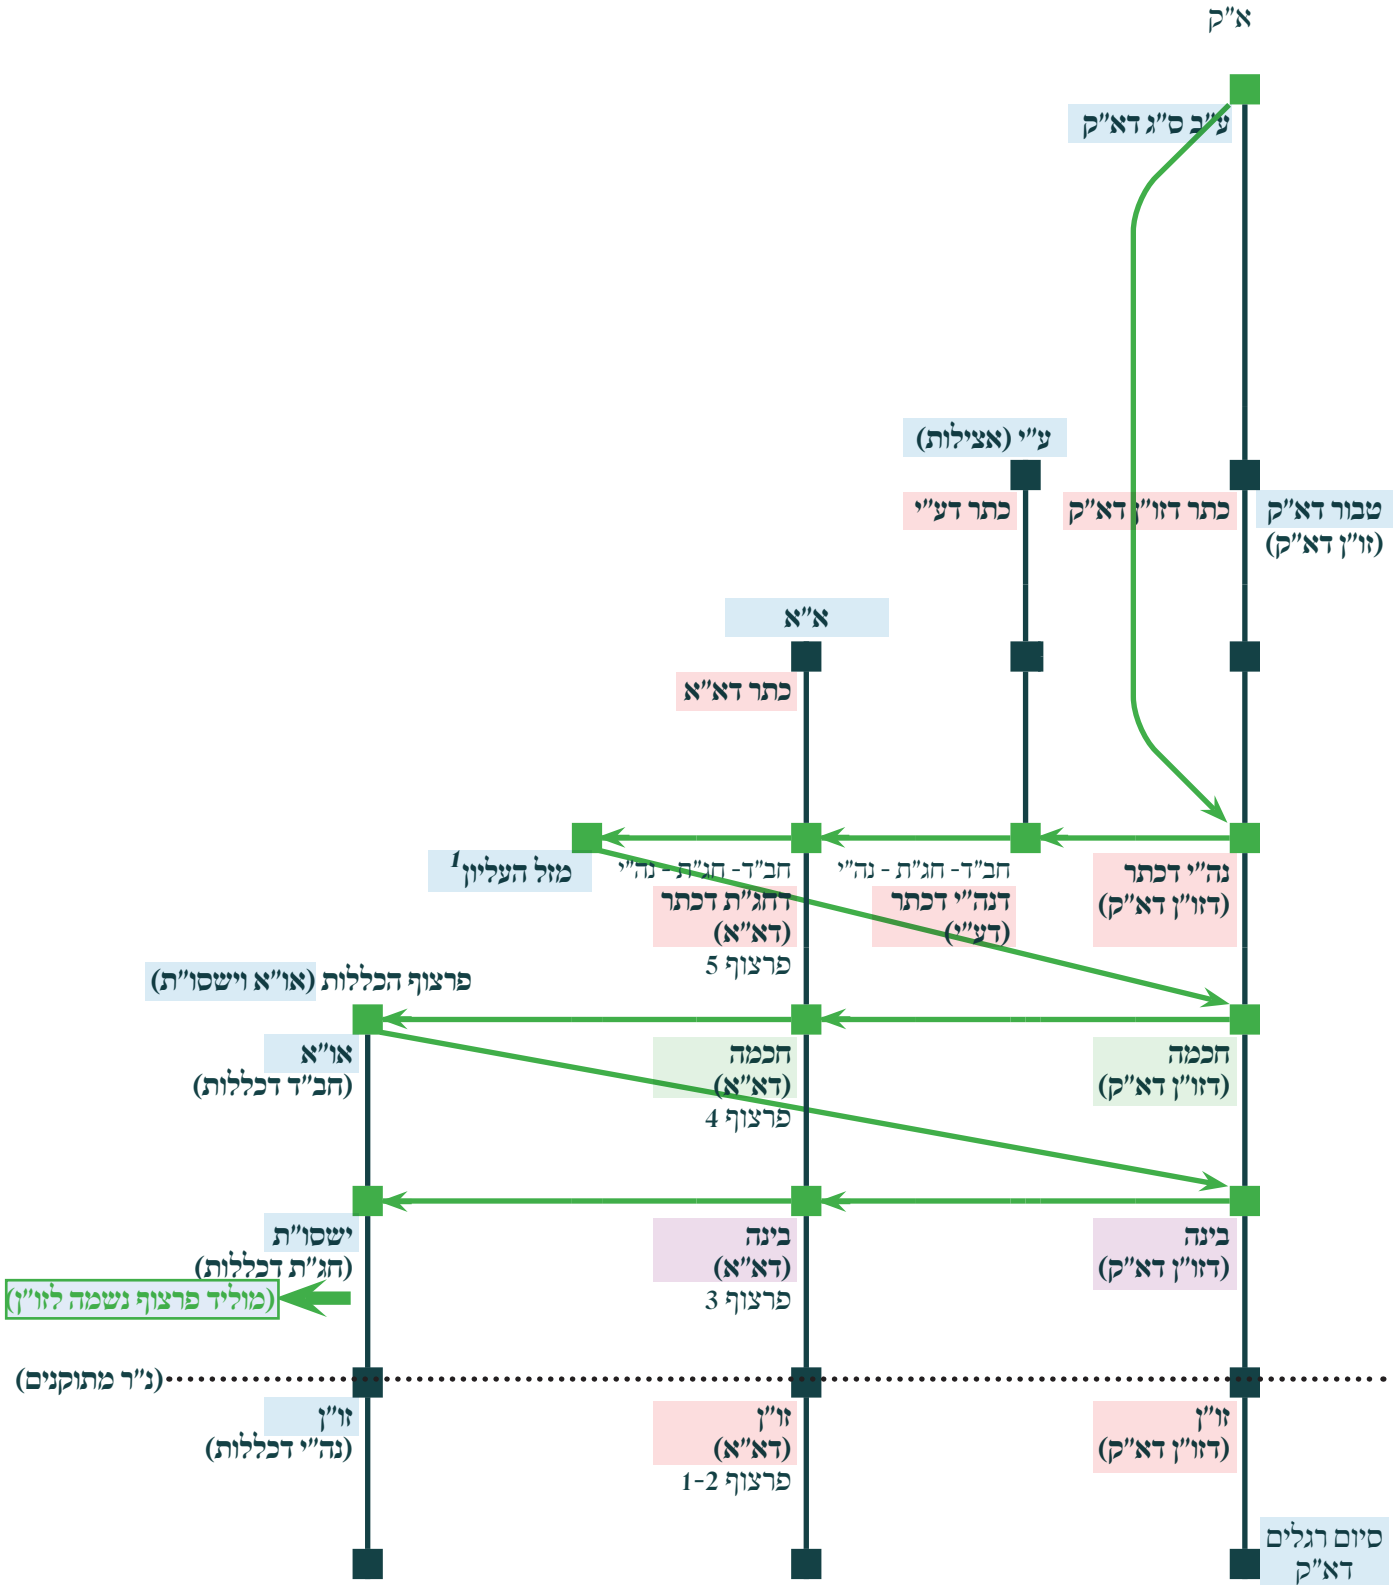 א"ק
ע"ב ס"ג דא"ק
ע"י (אצילות)
טבור דא"ק
(זו"ן דא"ק)
כתר דזו"ן דא"ק
כתר דע"י
א"א
כתר דא"א
נה"י דכתר
(דזו"ן דא"ק)
חב"ד- חג"ת - נה"י
דנה"י דכתר
(דע"י)
חב"ד- חג"ת - נה"י
דחג"ת דכתר
(דא"א)
פרצוף 5
מזל העליון1
פרצוף הכללות (או"א וישסו"ת)
חכמה
(דזו"ן דא"ק)
חכמה
(דא"א)
פרצוף 4
או"א
(חב"ד דכללות)
בינה
(דזו"ן דא"ק)
בינה
(דא"א)
פרצוף 3
ישסו"ת
(חג"ת דכללות)
(מוליד פרצוף נשמה לזו"ן)
(נ"ר מתוקנים)
זו"ן
(דזו"ן דא"ק)
זו"ן
(דא"א)
פרצוף 1-2
זו"ן
(נה"י דכללות)
סיום רגלים
דא"ק